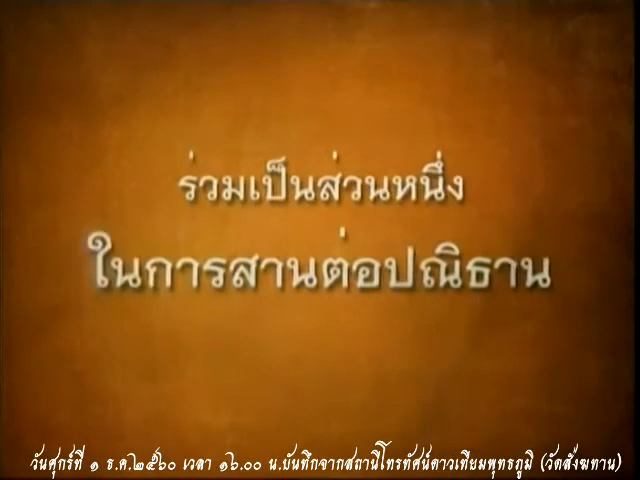 ร่วมเป็นส่วนหนึ่ง
ในการสานต่อปณิธาน
วันศุกร์ที่ ๑ ธ.ค.๒๕๖๐ เวลา ๑๖.๐๐ น.บันทึกจากสถานีโทรทัศน์ดาวเทียมพุทธภูมิ (วัดสังฆทาน)